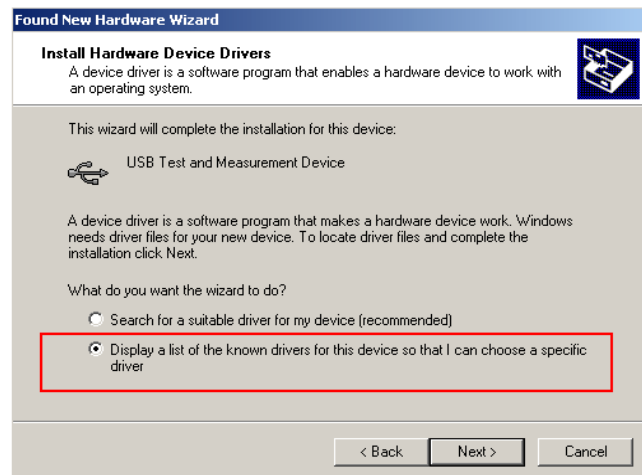 Found New Hardware Wizard
Install Hardware Device Drivers
A device driver is a software program that enables a hardware device to work with
an operating system.
This wizard will complete the installation for this device:
USB Test and Measurement Device
A device driver is a software program that makes a hardware device work. Windows
needs driver files for your new device. To locate driver files and complete the
installation click Next.
What do you want the wizard to do?
Search for a suitable driver for my device (recommended)
Display a list of the known drivers for this device so that I can choose a specific
driver
< Back
Next >
Cancel